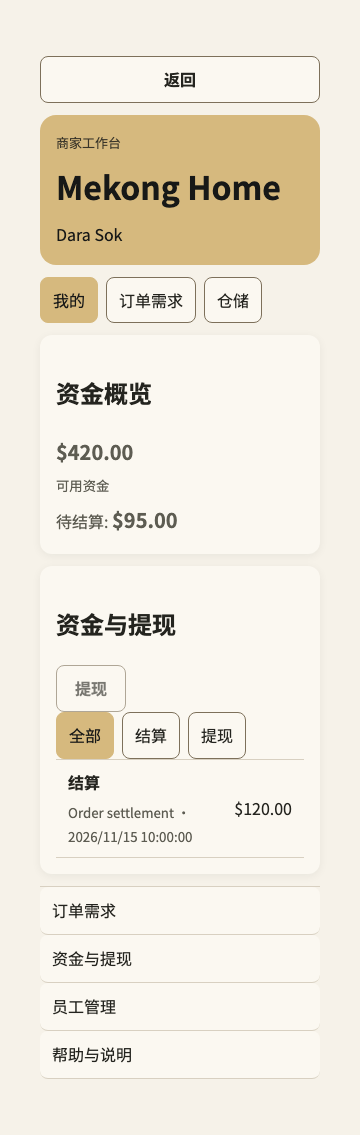 返回
商家工作台
Mekong Home
Dara Sok
我的 订单需求 仓储
资金概览
$420.00
可用资金
待结算: $95.00
资金与提现
提现
全部 结算 提现
结算
Order settlement ・ $120.00
2026/11/15 10:00:00
订单需求
资金与提现
员工管理
帮助与说明